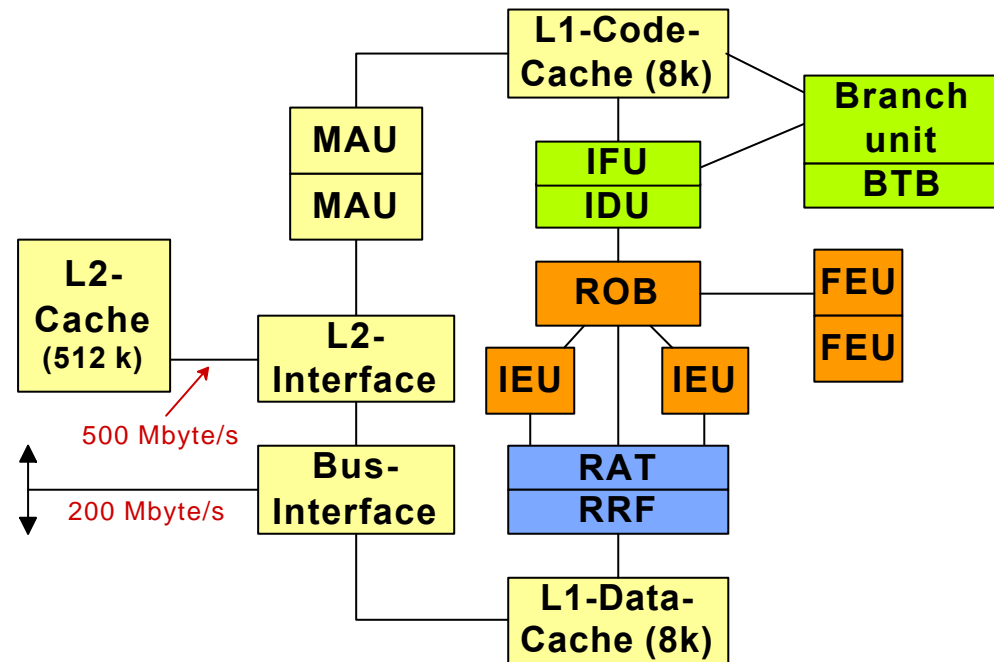 L1-Code-
Cache (8k)
MAU
MAU
IFU
IDU
Branch
unit
BTB
L2-
Cache
(512 k)
L2-
Interface
500 Mbyte/s
Bus-
Interface
200 Mbyte/s
ROB
FEU
FEU
IEU
IEU
RAT
RRF
L1-Data-
Cache (8k)